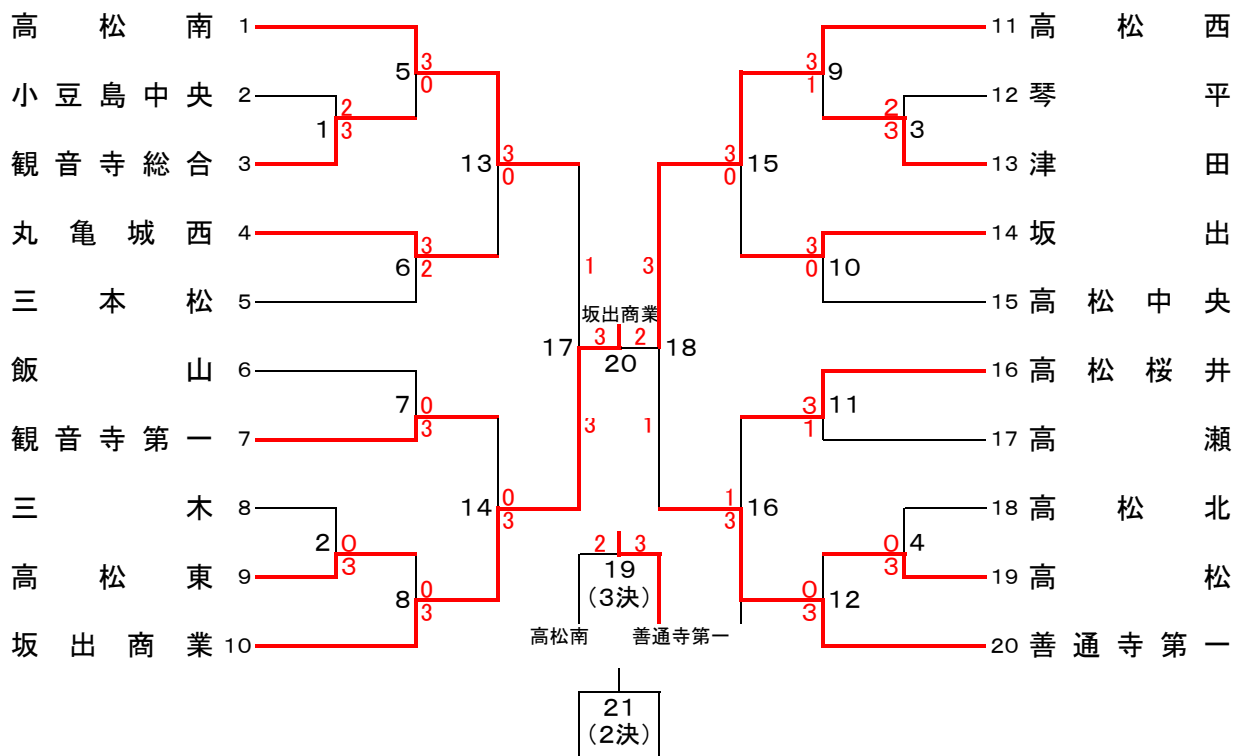 高松南 1
11 高松西
3
5
0
3
9
1
小豆島中央 2
12 琴平
2
1
3
2
3
3
観音寺総合 3
13 津田
3
13
0
3
15
0
丸亀城西 4
14 坂出
3
6
2
3
10
0
1
3
三本松 5
15 高松中央
坂出商業
17
3
2
18
20
飯山 6
16 高松桜井
7
0
3
3
11
1
3
1
観音寺第一 7
17 高瀬
14
0
3
1
16
3
三木 8
18 高松北
2
0
3
0
4
3
2
3
19
(3決)
高松東 9
19 高松
8
0
3
0
12
3
高松南
善通寺第一
坂出商業 10
20 善通寺第一
21
(2決)